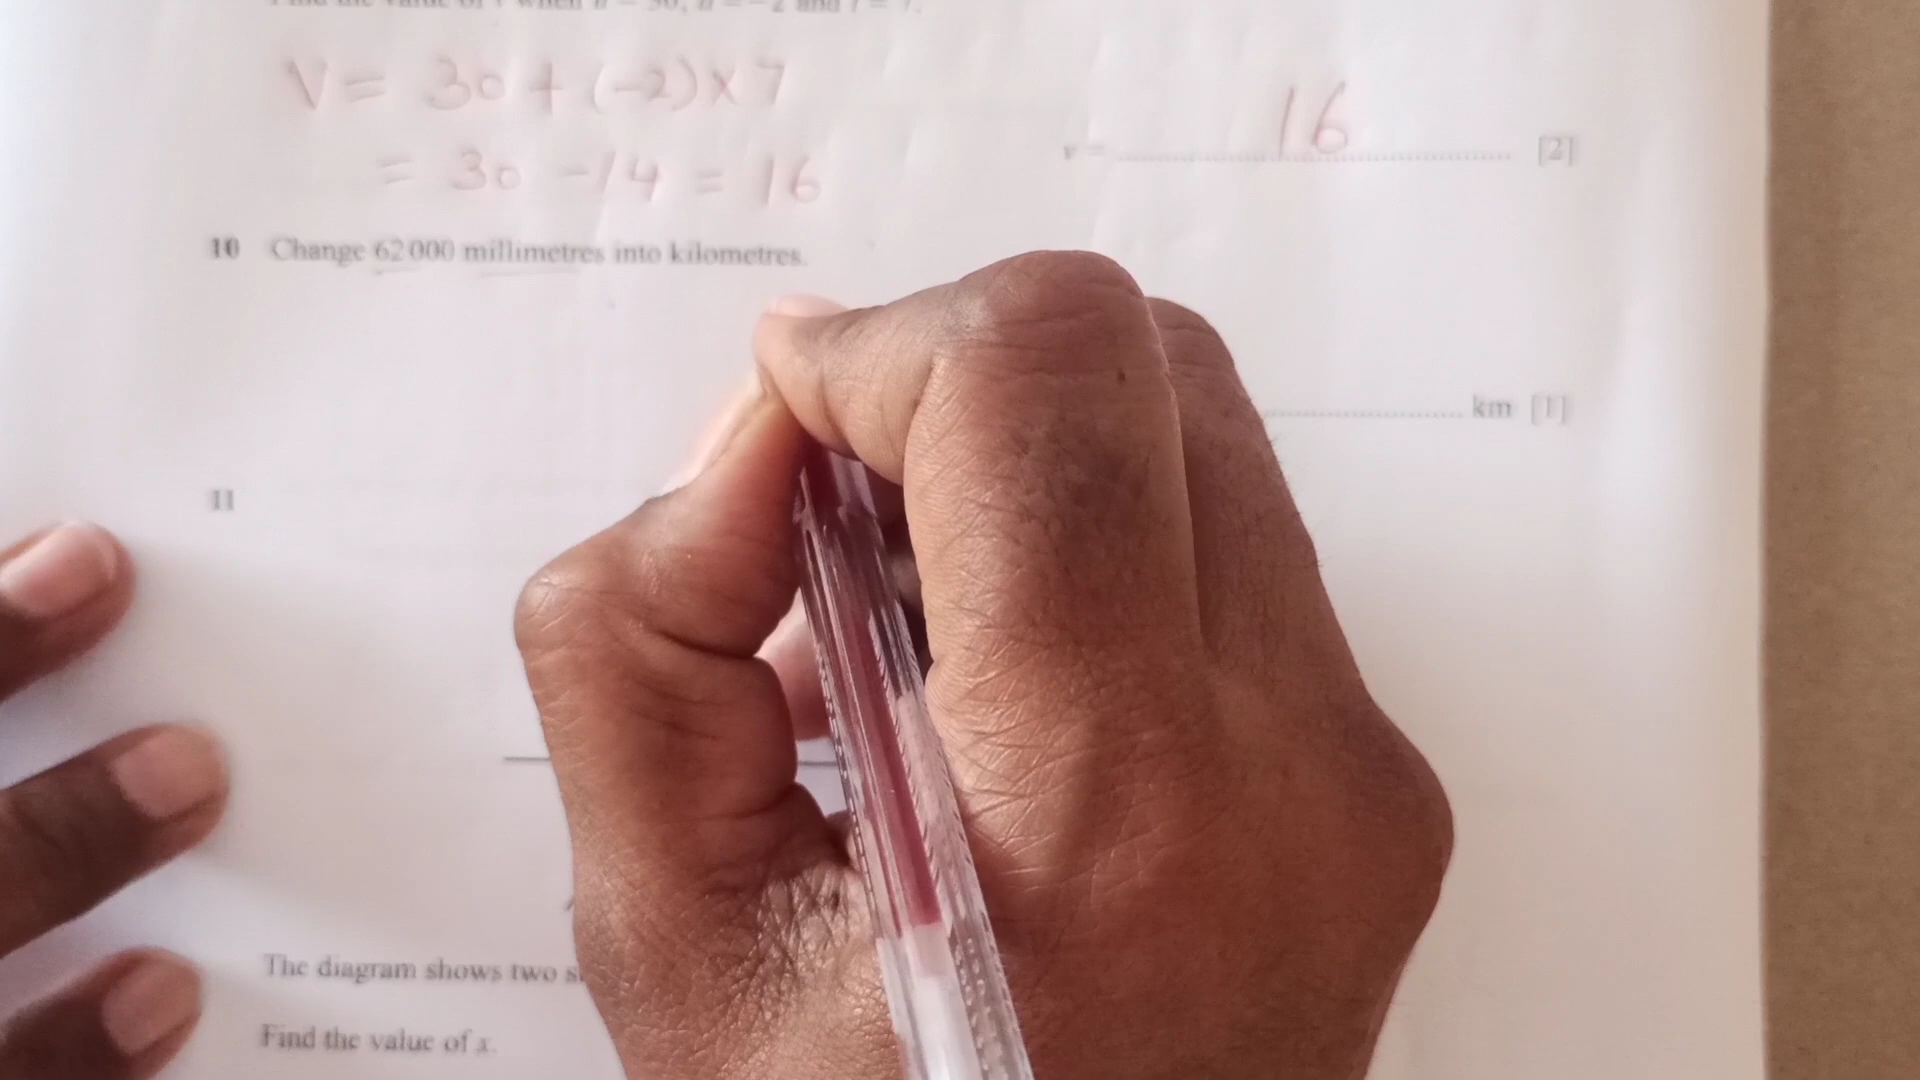 V = 30 + (-2) x 7
= 30 - 14 = 16
16
v = [2]
10 Change 62 000 millimetres into kilometres.
km [1]
11
The diagram shows two
Find the value of x.